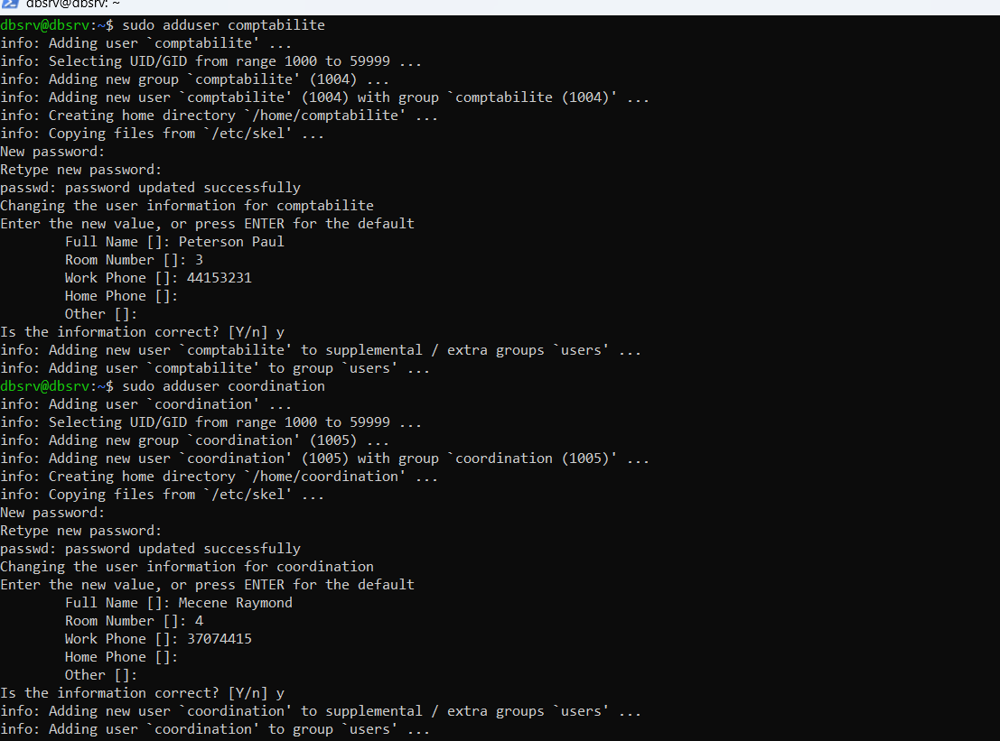 dbsrv@dbsrv: ~
dbsrv@dbsrv:~$ sudo adduser comptabilite
info: Adding user `comptabilite' ...
info: Selecting UID/GID from range 1000 to 59999 ...
info: Adding new group `comptabilite' (1004) ...
info: Adding new user `comptabilite' (1004) with group `comptabilite (1004)' ...
info: Creating home directory `/home/comptabilite' ...
info: Copying files from `/etc/skel' ...
New password:
Retype new password:
passwd: password updated successfully
Changing the user information for comptabilite
Enter the new value, or press ENTER for the default
        Full Name []: Peterson Paul
        Room Number []: 3
        Work Phone []: 44153231
        Home Phone []:
        Other []:
Is the information correct? [Y/n] y
info: Adding new user `comptabilite' to supplemental / extra groups `users' ...
info: Adding user `comptabilite' to group `users' ...
dbsrv@dbsrv:~$ sudo adduser coordination
info: Adding user `coordination' ...
info: Selecting UID/GID from range 1000 to 59999 ...
info: Adding new group `coordination' (1005) ...
info: Adding new user `coordination' (1005) with group `coordination (1005)' ...
info: Creating home directory `/home/coordination' ...
info: Copying files from `/etc/skel' ...
New password:
Retype new password:
passwd: password updated successfully
Changing the user information for coordination
Enter the new value, or press ENTER for the default
        Full Name []: Mecene Raymond
        Room Number []: 4
        Work Phone []: 37074415
        Home Phone []:
        Other []:
Is the information correct? [Y/n] y
info: Adding new user `coordination' to supplemental / extra groups `users' ...
info: Adding user `coordination' to group `users' ...